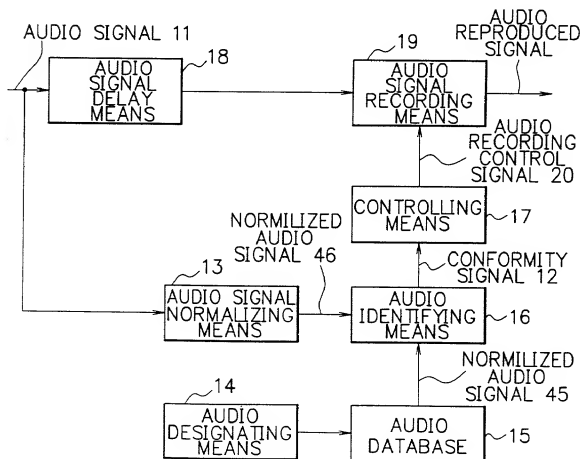 AUDIO SIGNAL 11
18
AUDIO
SIGNAL
DELAY
MEANS
19
AUDIO
SIGNAL
RECORDING
MEANS
AUDIO
REPRODUCED
SIGNAL
AUDIO
RECORDING
CONTROL
SIGNAL 20
CONTROLLING
MEANS
17
NORMILIZED
AUDIO
SIGNAL 46
CONFORMITY
SIGNAL 12
13
AUDIO SIGNAL
NORMALIZING
MEANS
AUDIO
IDENTIFYING
MEANS
16
NORMILIZED
AUDIO
SIGNAL 45
14
AUDIO
DESIGNATING
MEANS
AUDIO
DATABASE
15